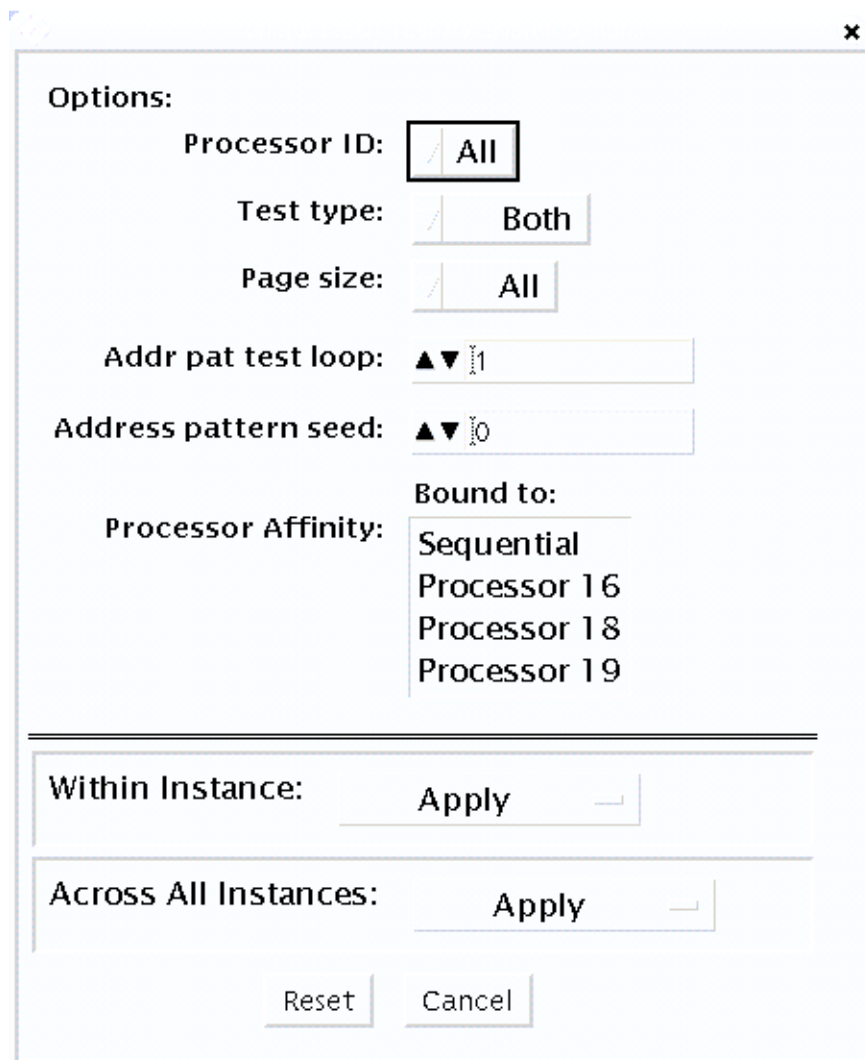 Options:
Processor ID: All
Test type: Both
Page size: All
Addr pat test loop: 1
Address pattern seed: 0
Bound to:
Processor Affinity:
Sequential
Processor 16
Processor 18
Processor 19
Within Instance: Apply
Across All Instances: Apply
Reset Cancel